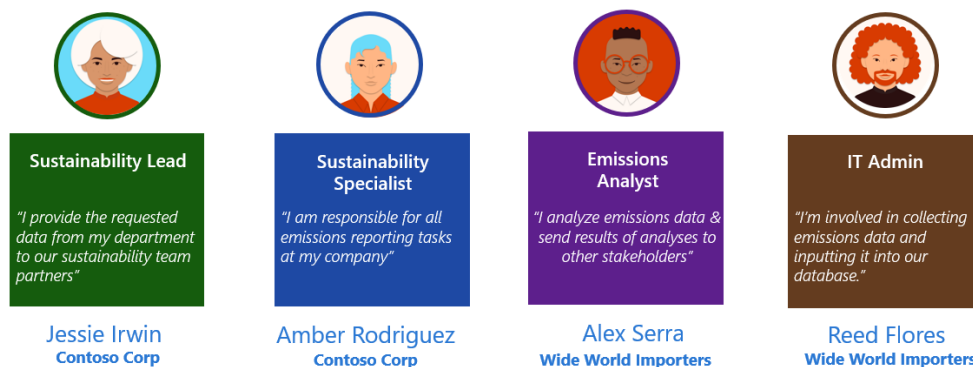 Sustainability Lead
“I provide the requested
data from my department
to our sustainability team
partners”
Jessie Irwin
Contoso Corp
Sustainability
Specialist
“I am responsible for all
emissions reporting tasks
at my company”
Amber Rodriguez
Contoso Corp
Emissions
Analyst
“I analyze emissions data &
send results of analyses to
other stakeholders”
Alex Serra
Wide World Importers
IT Admin
“I’m involved in collecting
emissions data and
inputting it into our
database.”
Reed Flores
Wide World Importers